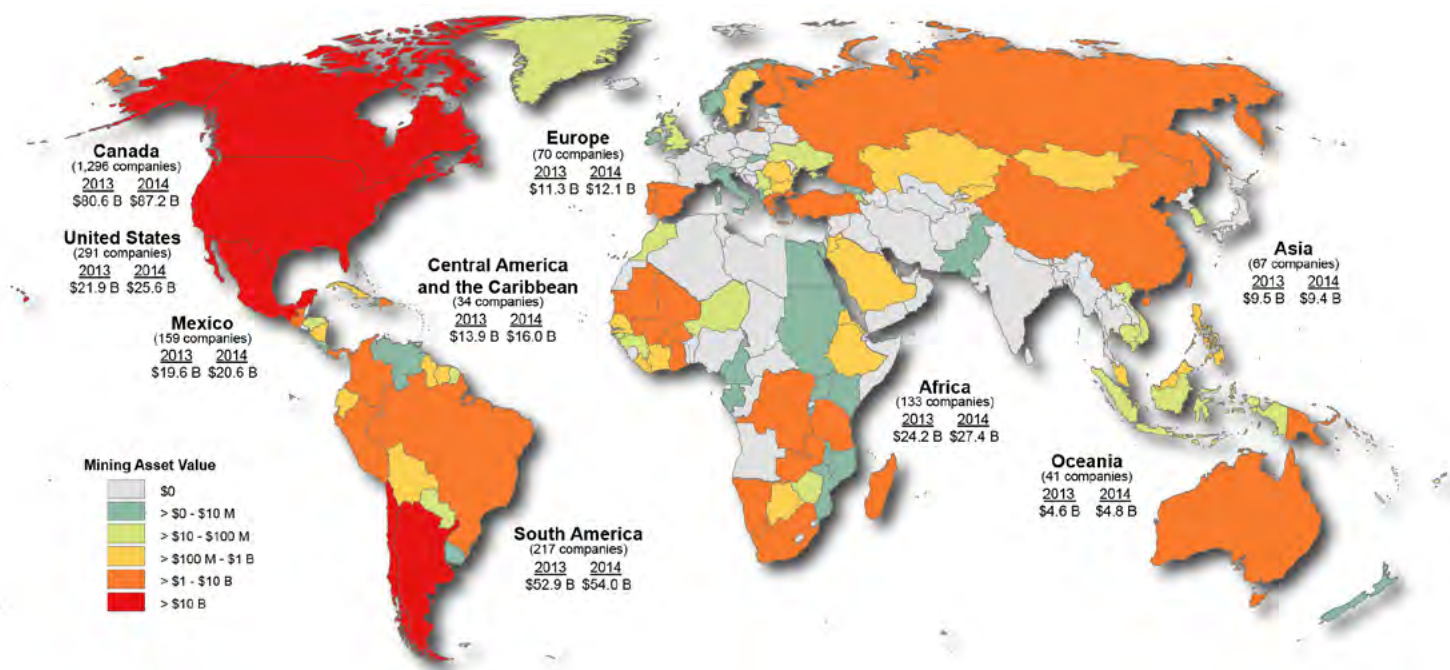 Canada
(1,296 companies)
2013 2014
$80.6 B $87.2 B
United States
(291 companies)
2013 2014
$21.9 B $25.6 B
Mexico
(159 companies)
2013 2014
$19.6 B $20.6 B
Europe
(70 companies)
2013 2014
$11.3 B $12.1 B
Central America
and the Caribbean
(34 companies)
2013 2014
$13.9 B $16.0 B
Asia
(67 companies)
2013 2014
$9.5 B $9.4 B
Africa
(133 companies)
2013 2014
$24.2 B $27.4 B
Oceania
(41 companies)
2013 2014
$4.6 B $4.8 B
South America
(217 companies)
2013 2014
$52.9 B $54.0 B
Mining Asset Value
$0
> $0 - $10 M
> $10 - $100 M
> $100 M - $1 B
> $1 - $10 B
> $10 B